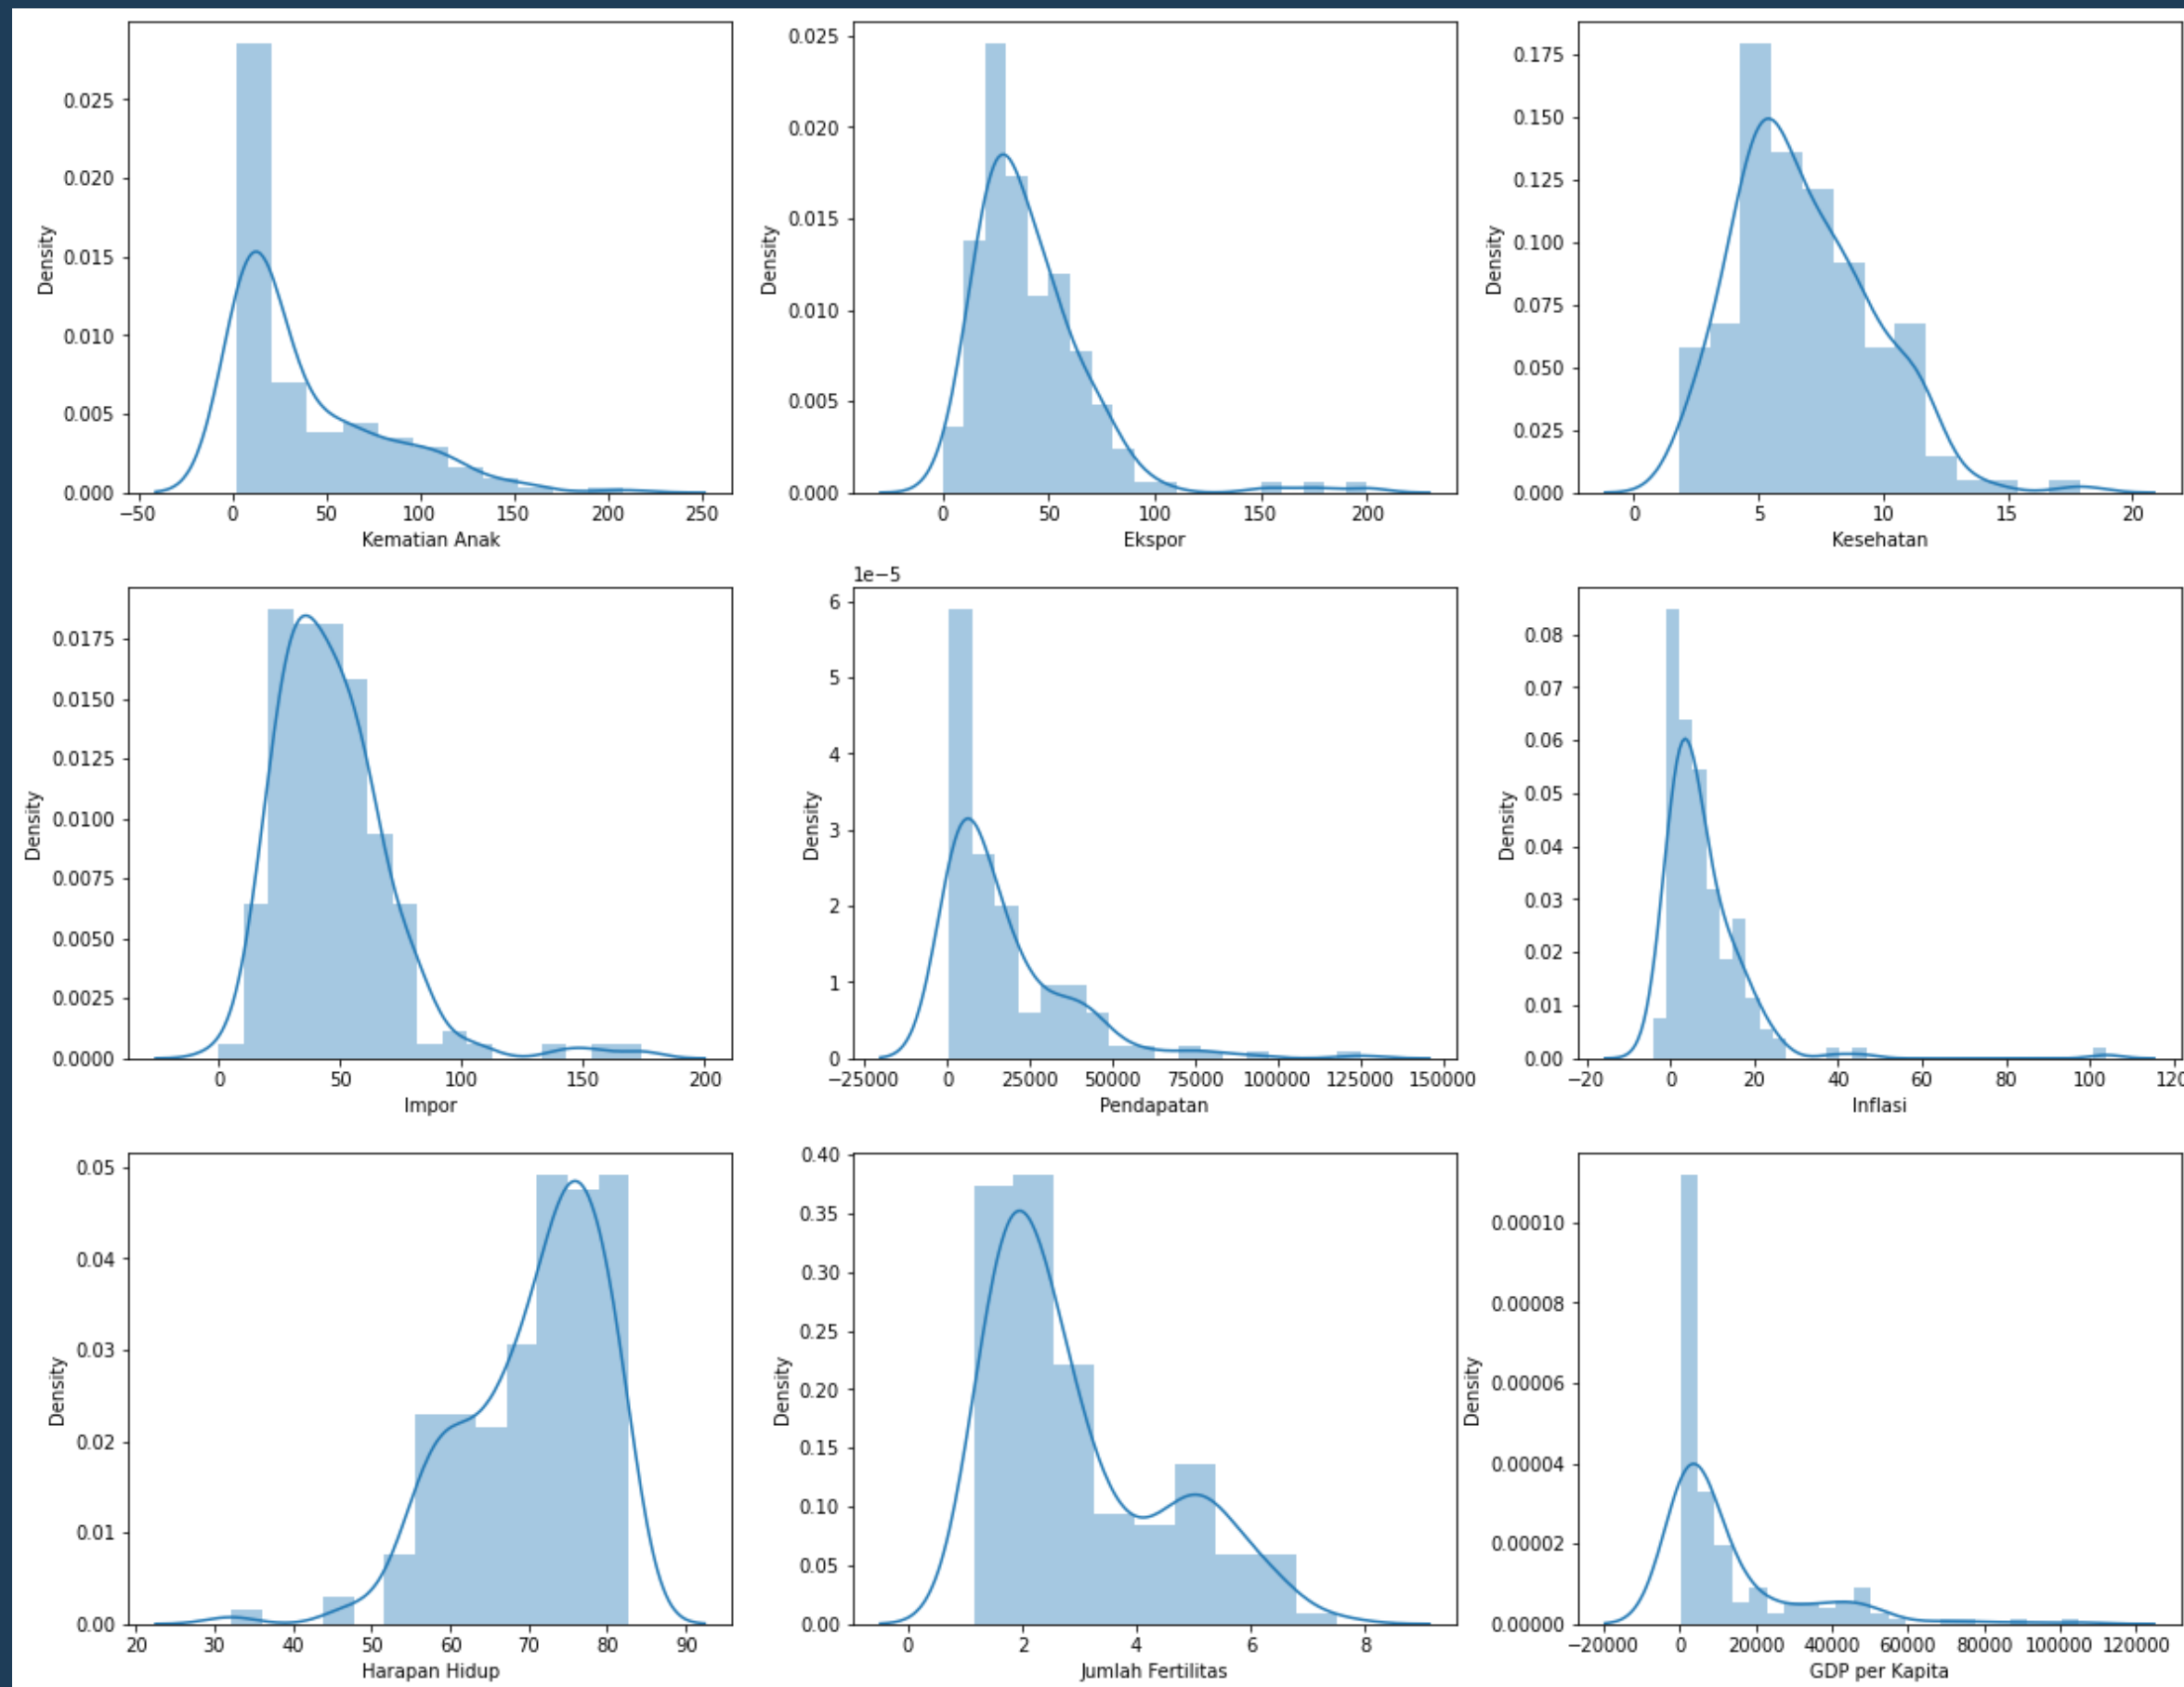 Density
0.025
0.020
0.015
0.010
0.005
0.000
−50 0 50 100 150 200 250
Kematian Anak
Density
0.025
0.020
0.015
0.010
0.005
0.000
0 50 100 150 200
Ekspor
Density
0.175
0.150
0.125
0.100
0.075
0.050
0.025
0.000
0 5 10 15 20
Kesehatan
Density
0.0175
0.0150
0.0125
0.0100
0.0075
0.0050
0.0025
0.0000
0 50 100 150 200
Impor
1e−5
Density
6
5
4
3
2
1
0
−25000 0 25000 50000 75000 100000 125000 150000
Pendapatan
Density
0.08
0.07
0.06
0.05
0.04
0.03
0.02
0.01
0.00
−20 0 20 40 60 80 100
Inflasi
Density
0.05
0.04
0.03
0.02
0.01
0.00
20 30 40 50 60 70 80 90
Harapan Hidup
Density
0.40
0.35
0.30
0.25
0.20
0.15
0.10
0.05
0.00
0 2 4 6 8
Jumlah Fertilitas
Density
0.00010
0.00008
0.00006
0.00004
0.00002
0.00000
−20000 0 20000 40000 60000 80000 100000 120000
GDP per Kapita